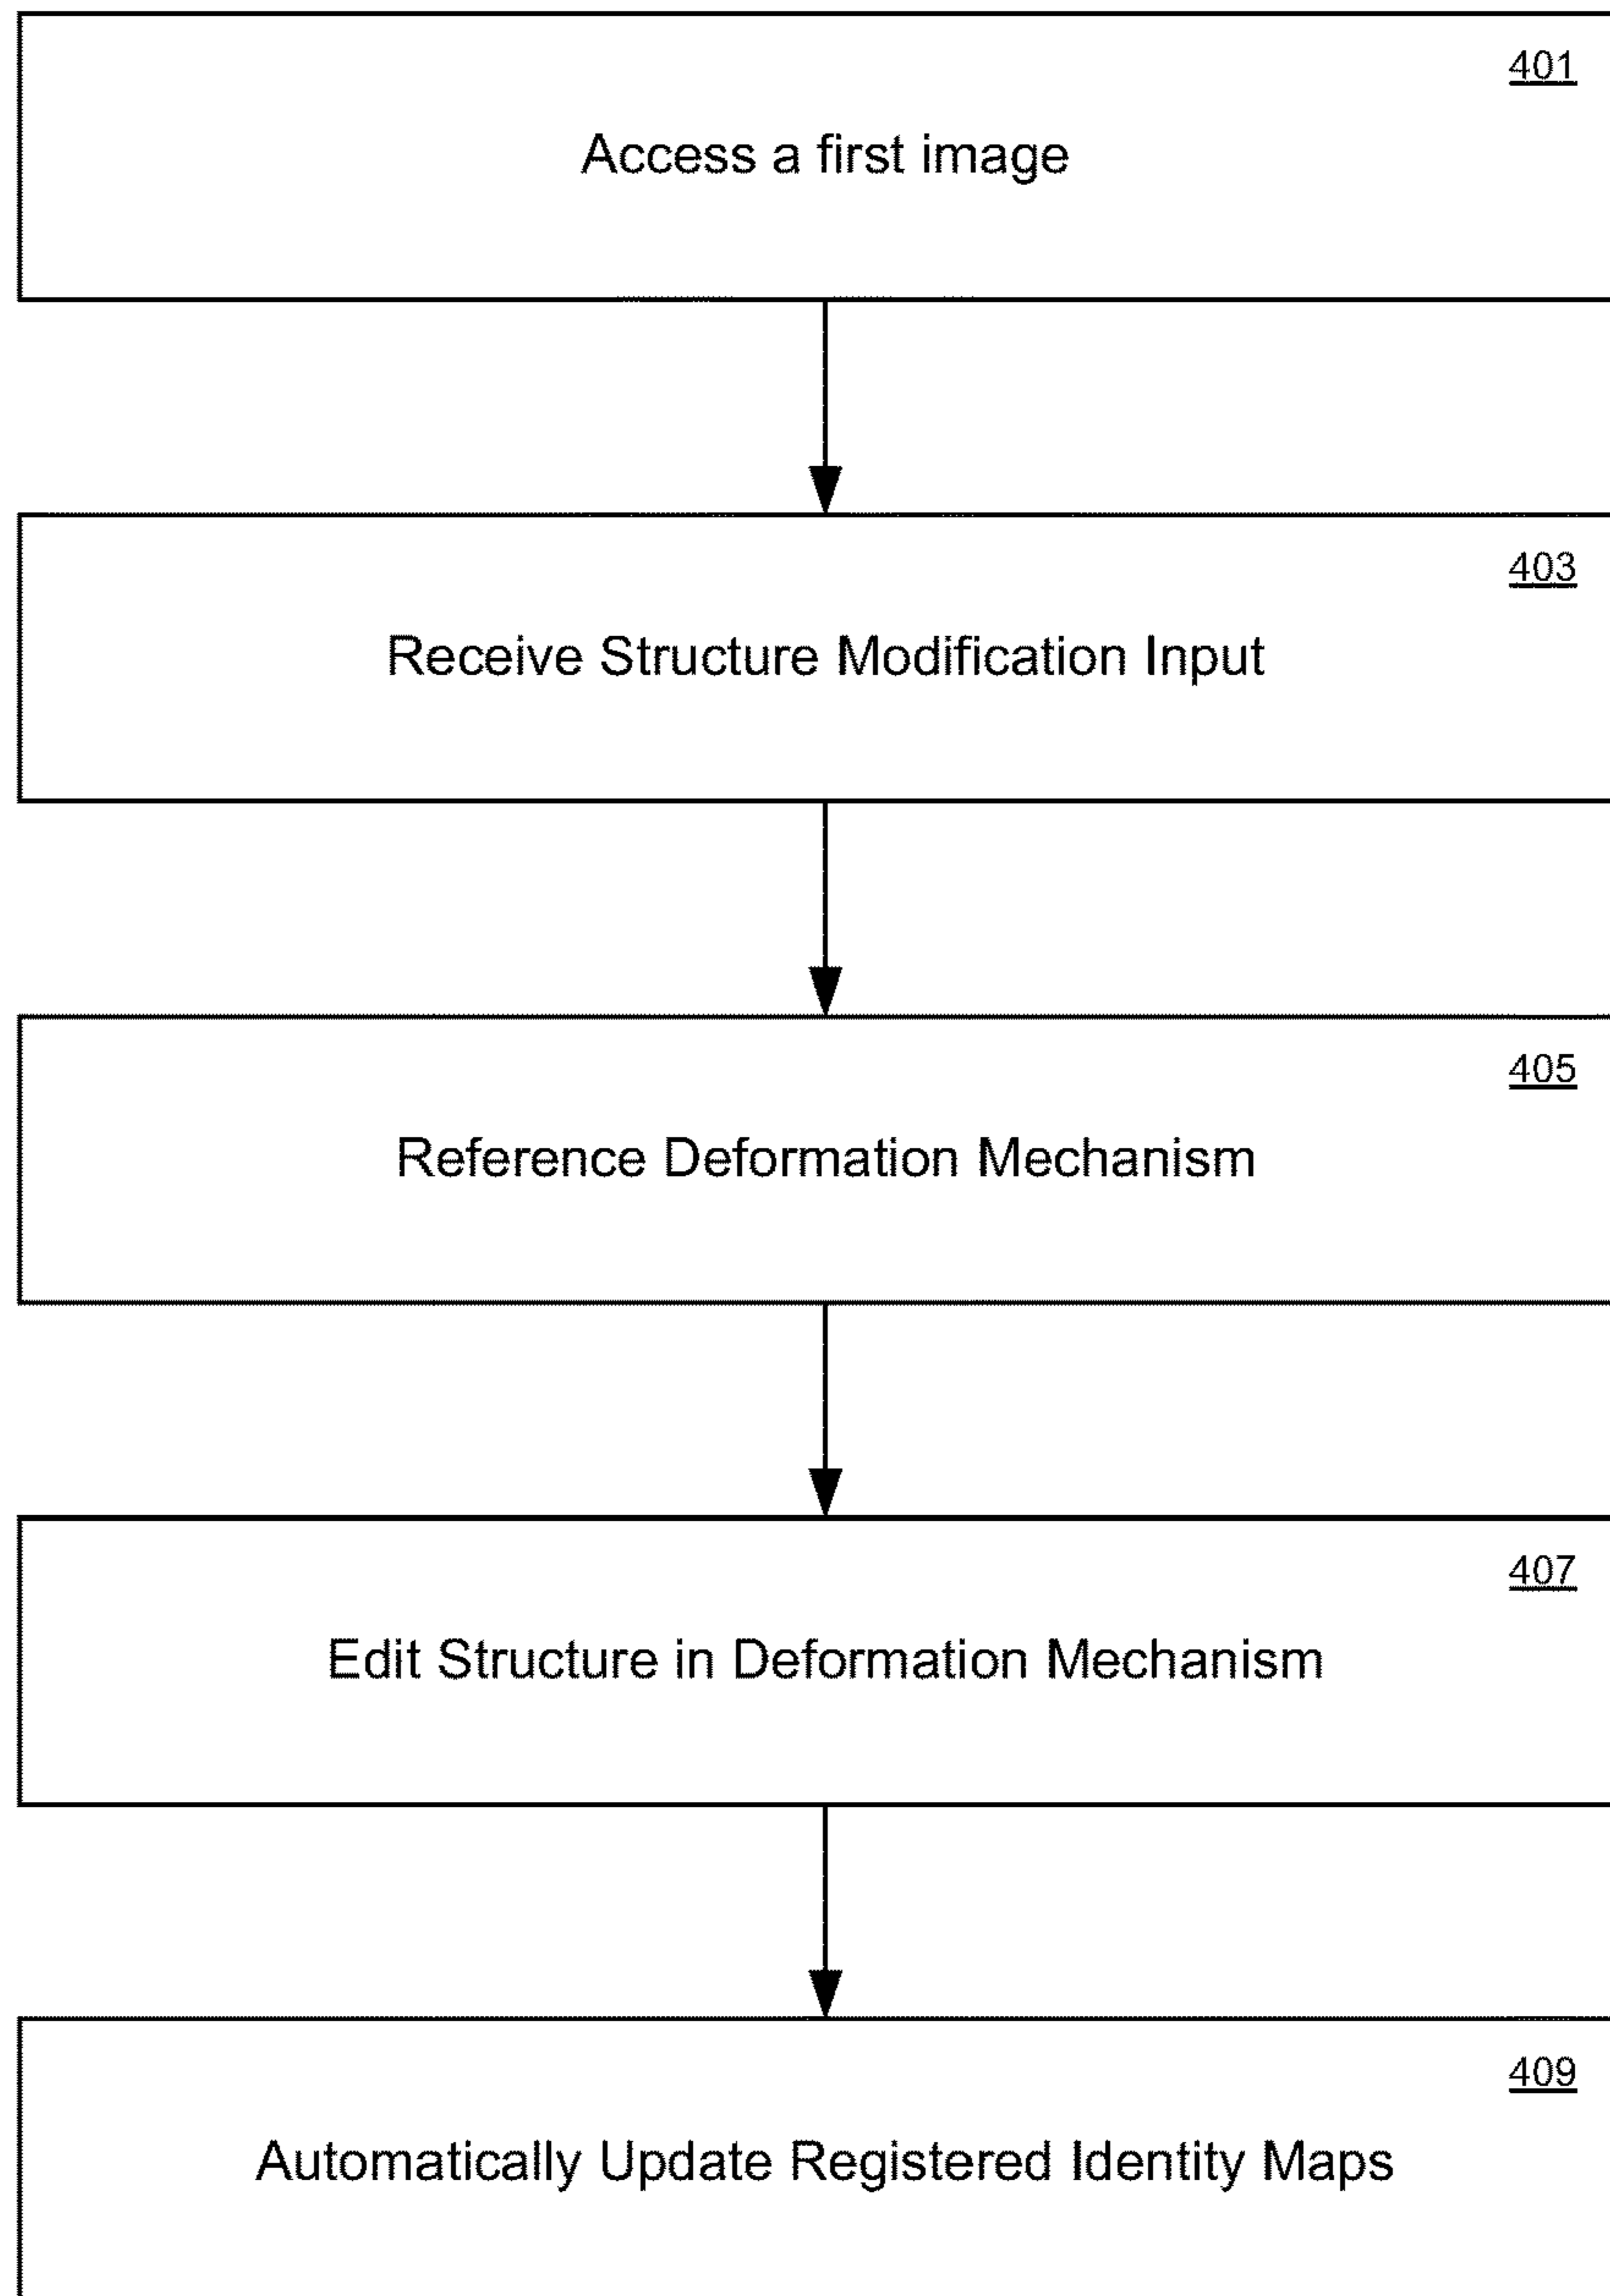 401
Access a first image
403
Receive Structure Modification Input
405
Reference Deformation Mechanism
407
Edit Structure in Deformation Mechanism
409
Automatically Update Registered Identity Maps